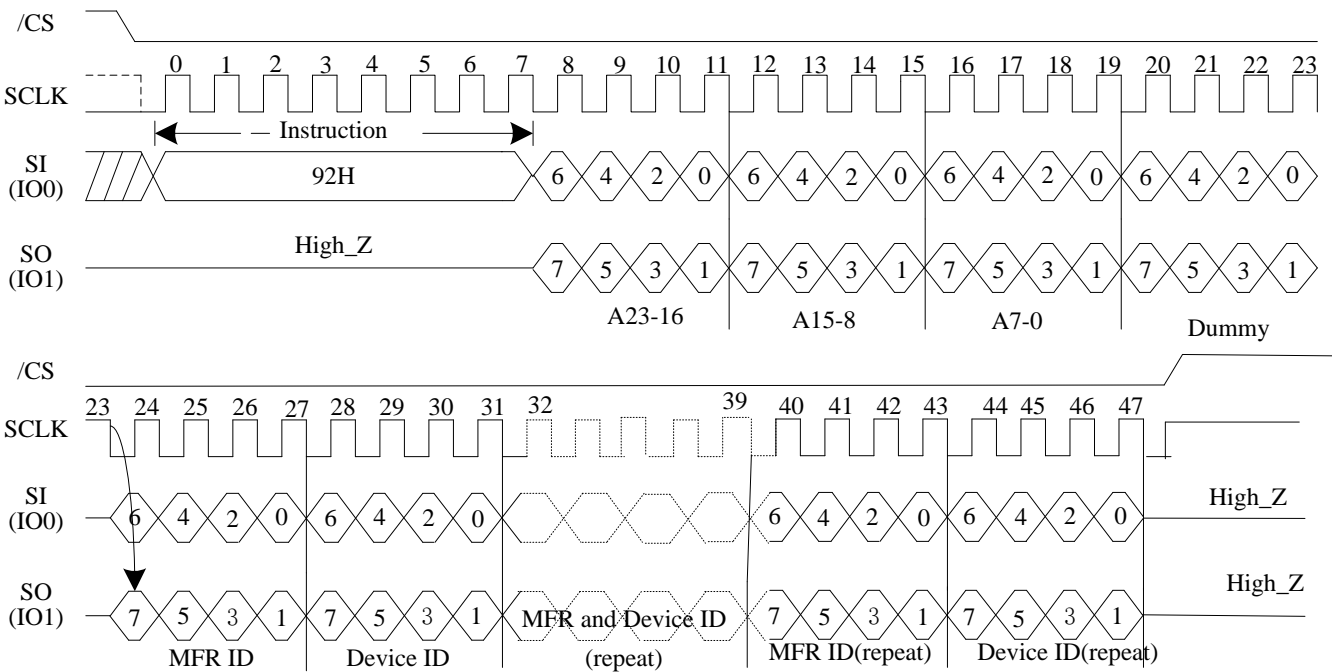 /CS
0 1 2 3 4 5 6 7 8 9 10 11 12 13 14 15 16 17 18 19 20 21 22 23
SCLK
Instruction
SI
(IO0)
92H
6 4 2 0 6 4 2 0 6 4 2 0 6 4 2 0
High_Z
SO
(IO1)
7 5 3 1 7 5 3 1 7 5 3 1 7 5 3 1
A23-16 A15-8 A7-0 Dummy
/CS
23 24 25 26 27 28 29 30 31 32 39 40 41 42 43 44 45 46 47
SCLK
SI
(IO0)
6 4 2 0 6 4 2 0 6 4 2 0 6 4 2 0
High_Z
SO
(IO1)
7 5 3 1 7 5 3 1 MFR and Device ID 7 5 3 1 7 5 3 1
High_Z
MFR ID Device ID (repeat) MFR ID(repeat) Device ID(repeat)